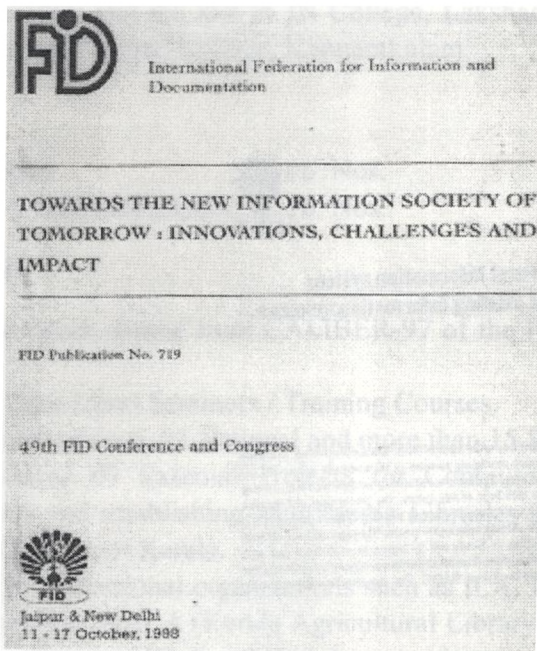 FID
International Federation for Information and
Documentation
TOWARDS THE NEW INFORMATION SOCIETY OF
TOMORROW : INNOVATIONS, CHALLENGES AND
IMPACT
FID Publication No. 719
49th FID Conference and Congress
FID
Jaipur & New Delhi
11 - 17 October, 1998